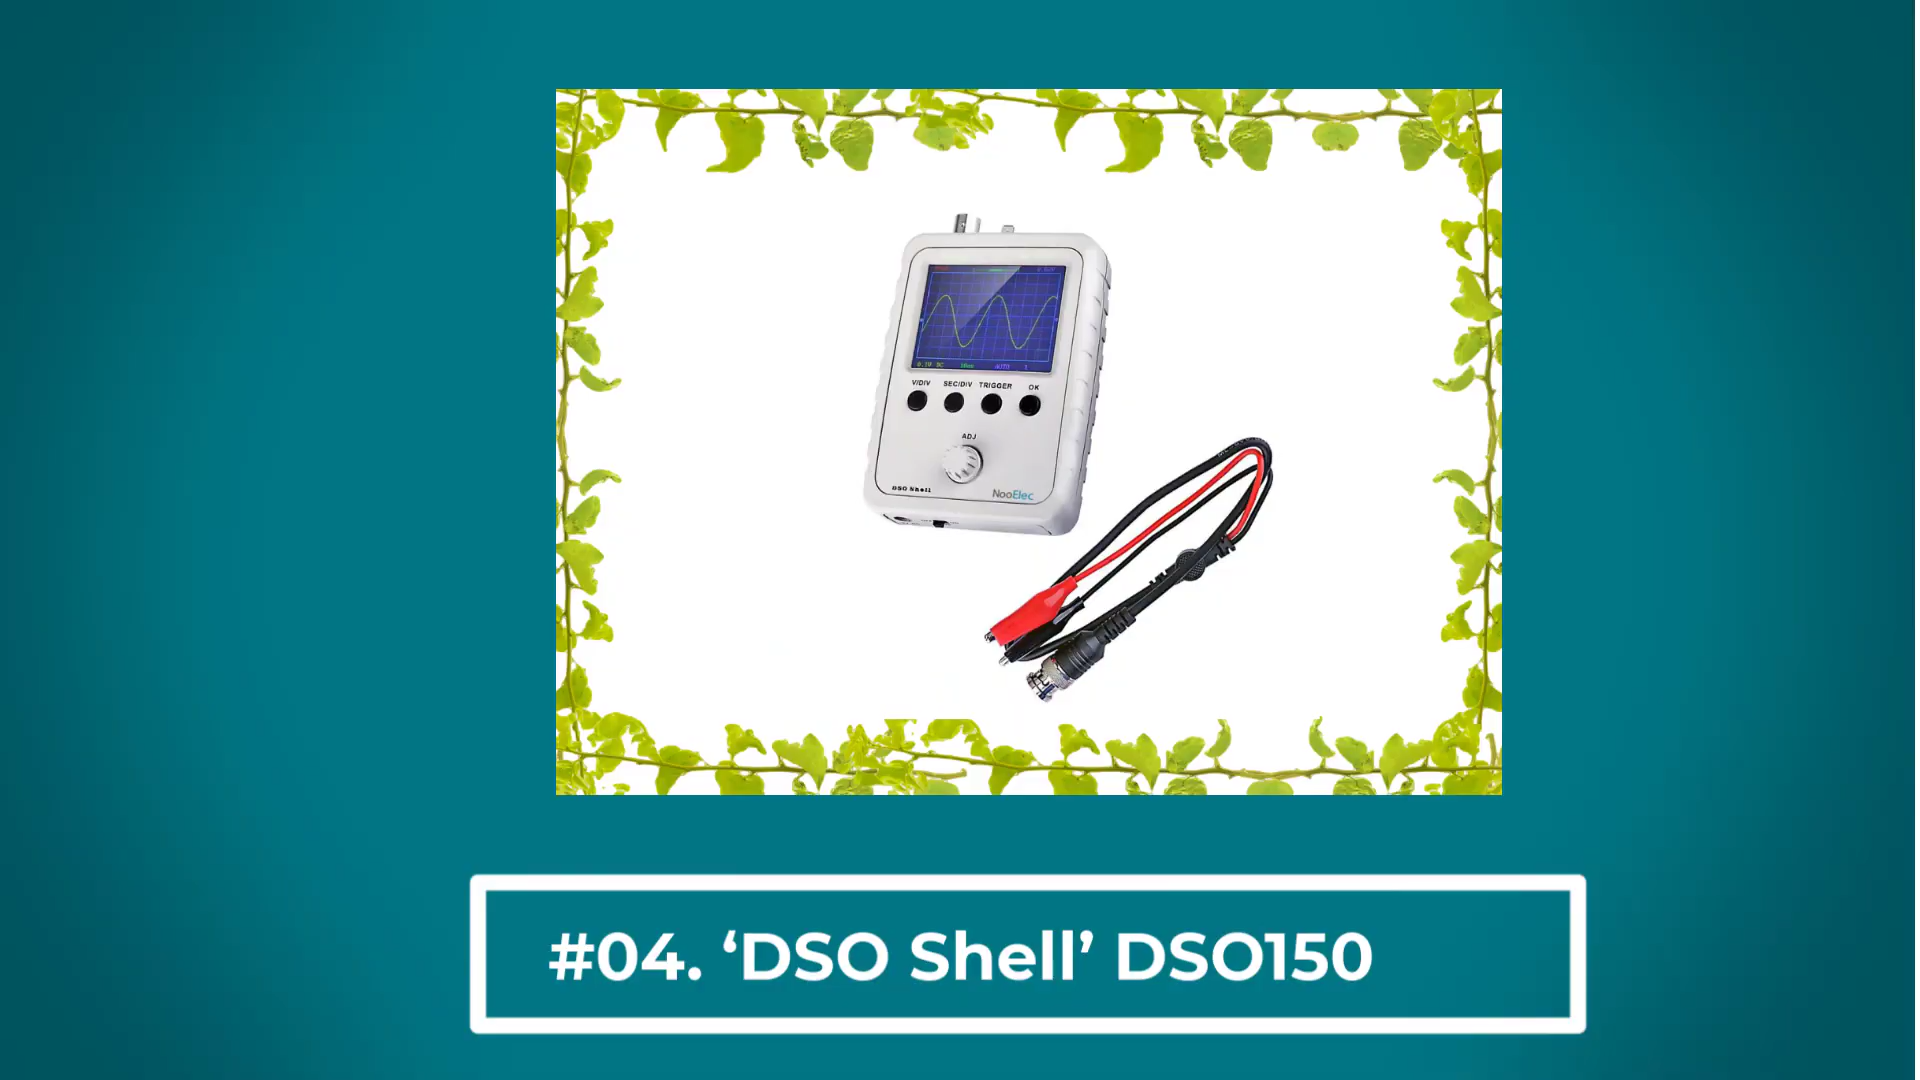 V/DIV SEC/DIV TRIGGER OK
ADJ
DSO Shell
NooElec
#04. ‘DSO Shell’ DSO150